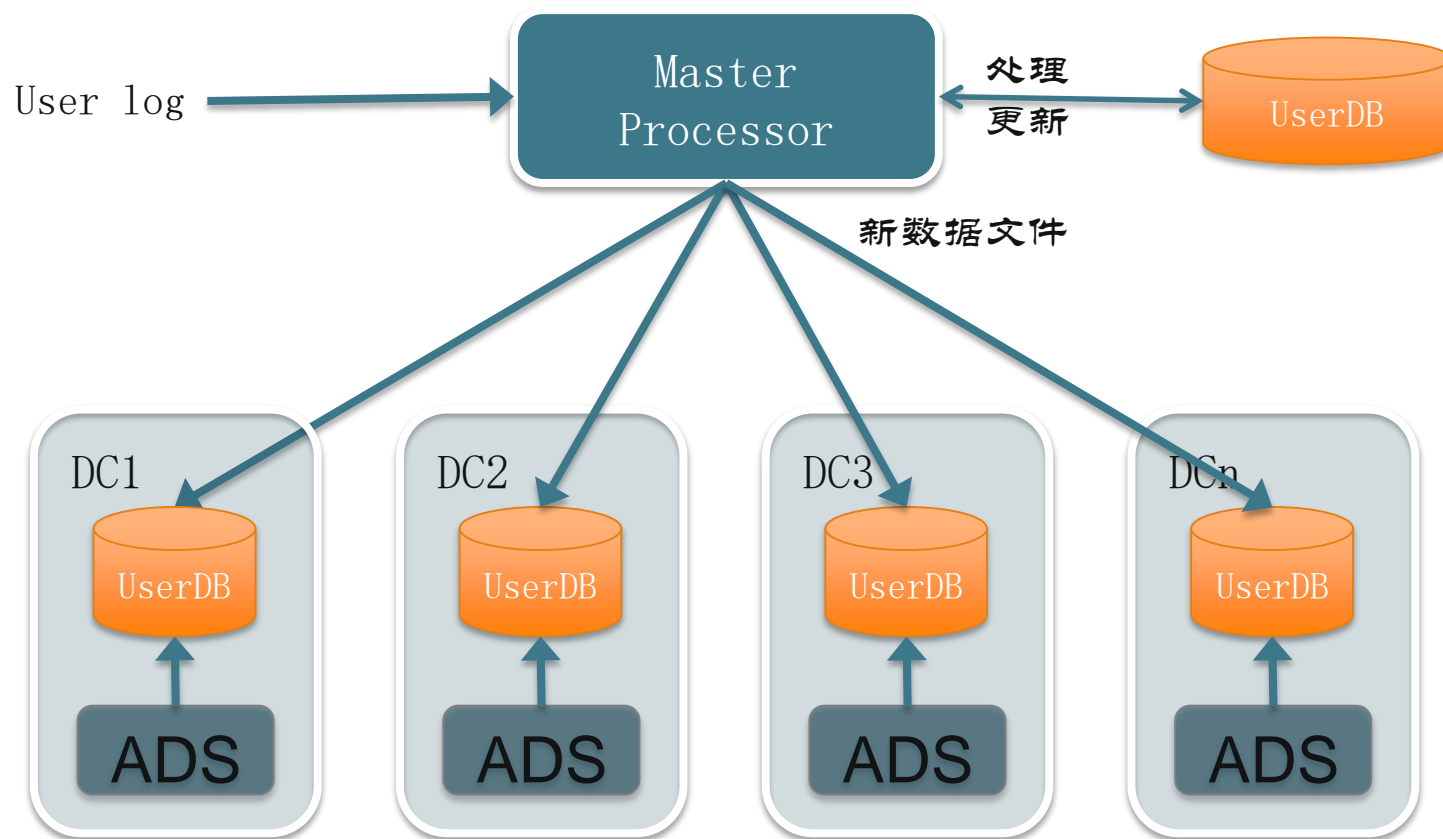 User log
Master
Processor
处理
更新
UserDB
新数据文件
DC1
DC2
DC3
DCn
UserDB
UserDB
UserDB
UserDB
ADS
ADS
ADS
ADS